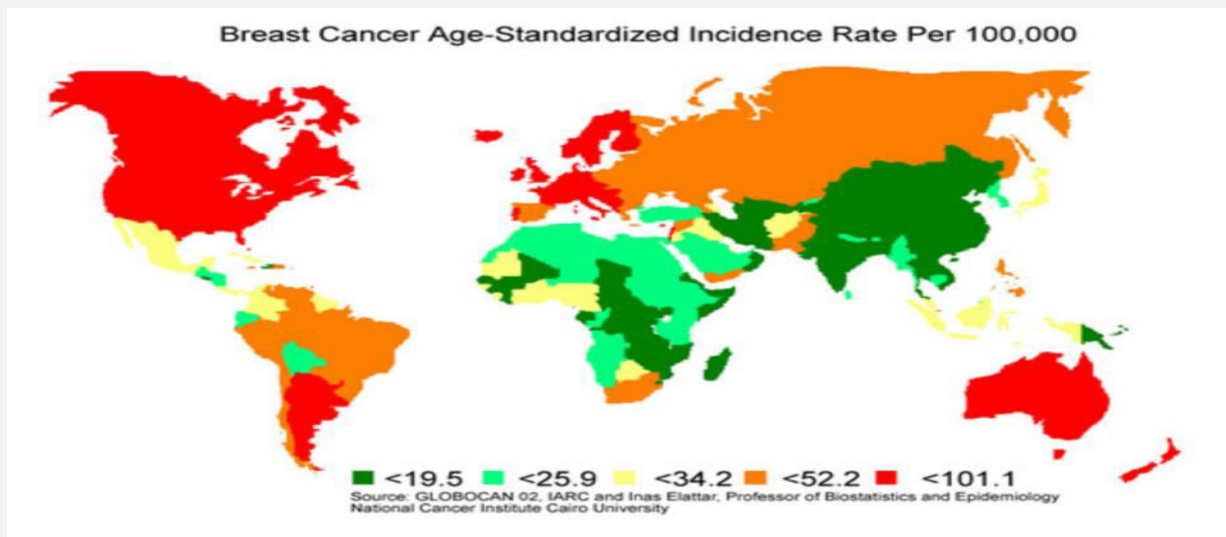 Breast Cancer Age-Standardized Incidence Rate Per 100,000
<19.5 <25.9 <34.2 <52.2 <101.1
Source: GLOBOCAN 02, IARC and Inas Elattar, Professor of Biostatistics and Epidemiology
National Cancer Institute Cairo University